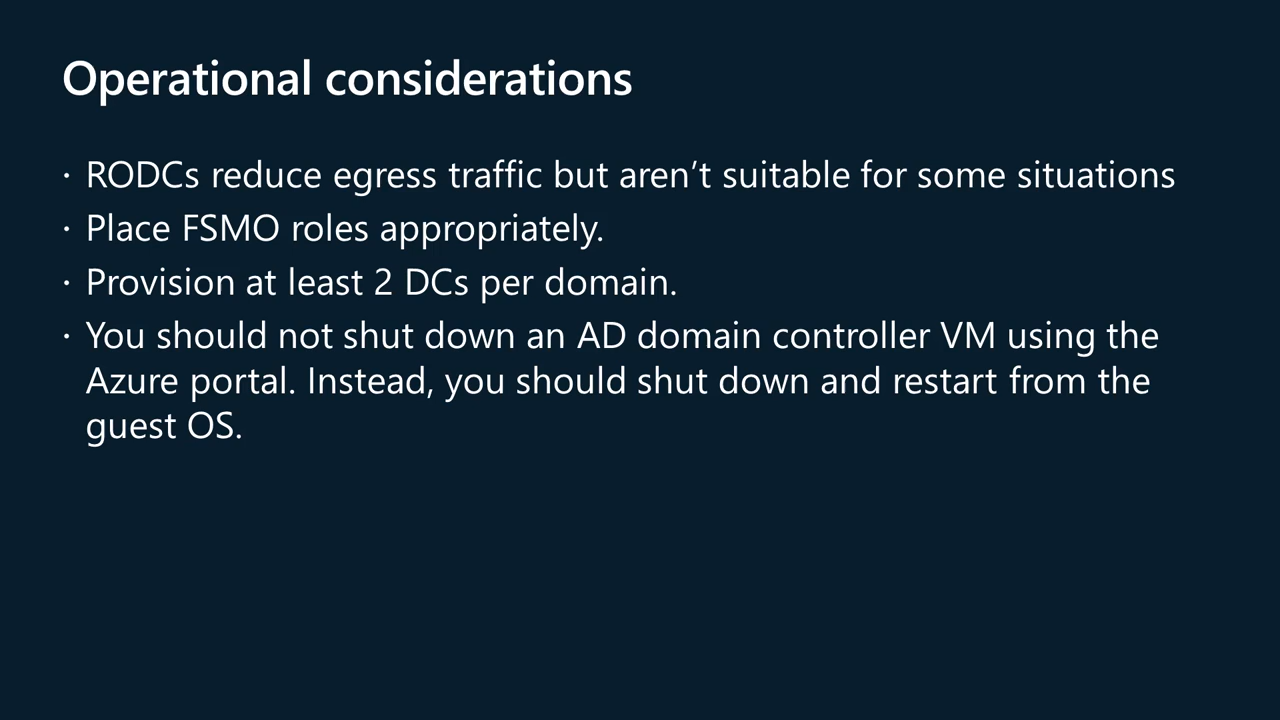 Operational considerations
· RODCs reduce egress traffic but aren’t suitable for some situations
· Place FSMO roles appropriately.
· Provision at least 2 DCs per domain.
· You should not shut down an AD domain controller VM using the
Azure portal. Instead, you should shut down and restart from the
guest OS.